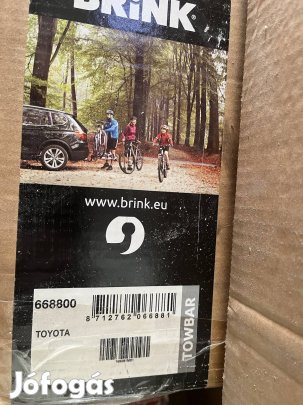 BRINK®
www.brink.eu
668800
8 712762 066881
TOYOTA
TOWBAR
Jófogás